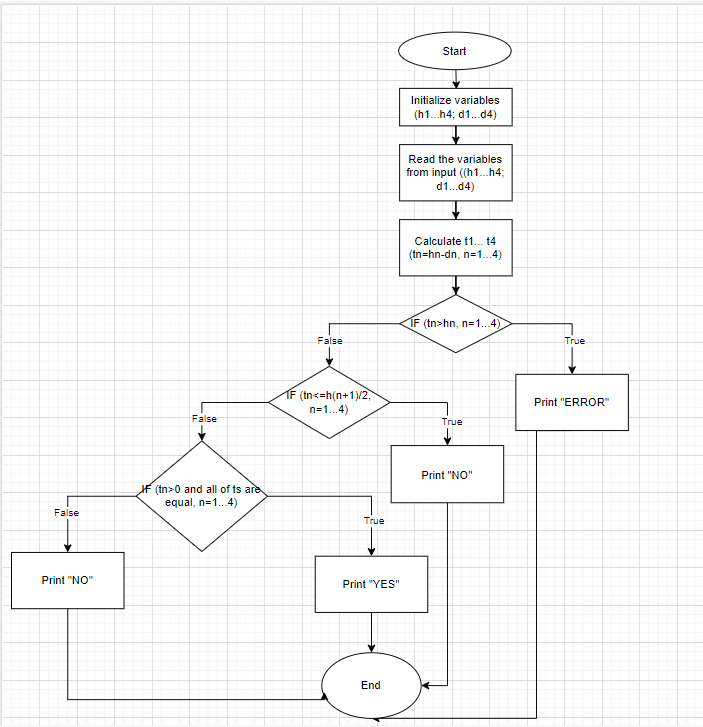 Start
Initialize variables
(h1...h4; d1...d4)
Read the variables
from input ((h1...h4;
d1...d4)
Calculate t1... t4
(tn=hn-dn, n=1...4)
IF (tn>hn, n=1...4)
False
True
IF (tn<=h(n+1)/2,
n=1...4)
Print "ERROR"
False
True
IF (tn>0 and all of ts are
equal, n=1...4)
Print "NO"
False
True
Print "NO"
Print "YES"
End